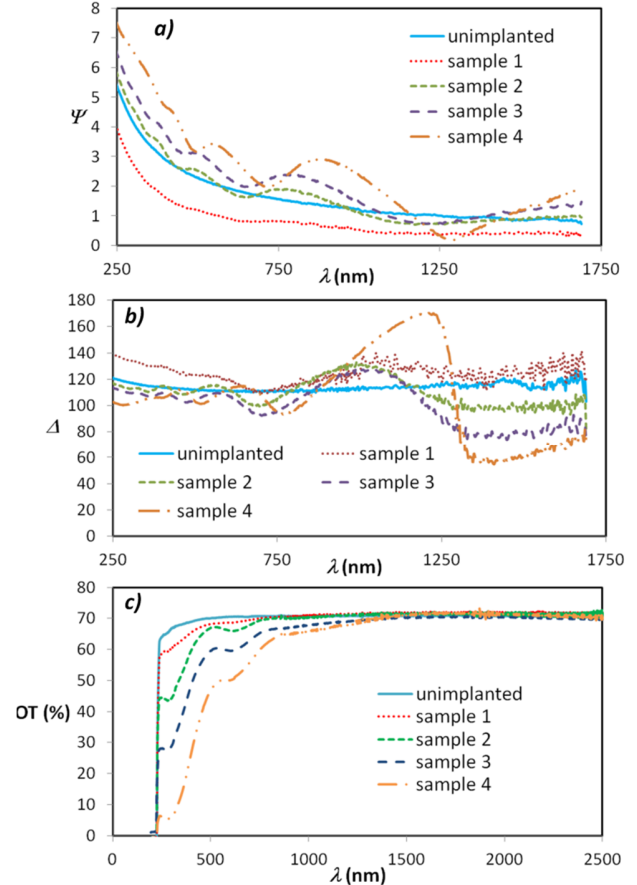 a)
8
7
6
5
4
3
2
1
0
Ψ
unimplanted
sample 1
sample 2
sample 3
sample 4
250 750 1250 1750
λ (nm)
b)
180
160
140
120
100
80
60
40
20
0
Δ
unimplanted sample 1
sample 2 sample 3
sample 4
250 750 1250 1750
λ (nm)
c)
80
70
60
50
40
30
20
10
0
OT (%)
unimplanted
sample 1
sample 2
sample 3
sample 4
0 500 1000 1500 2000 2500
λ (nm)